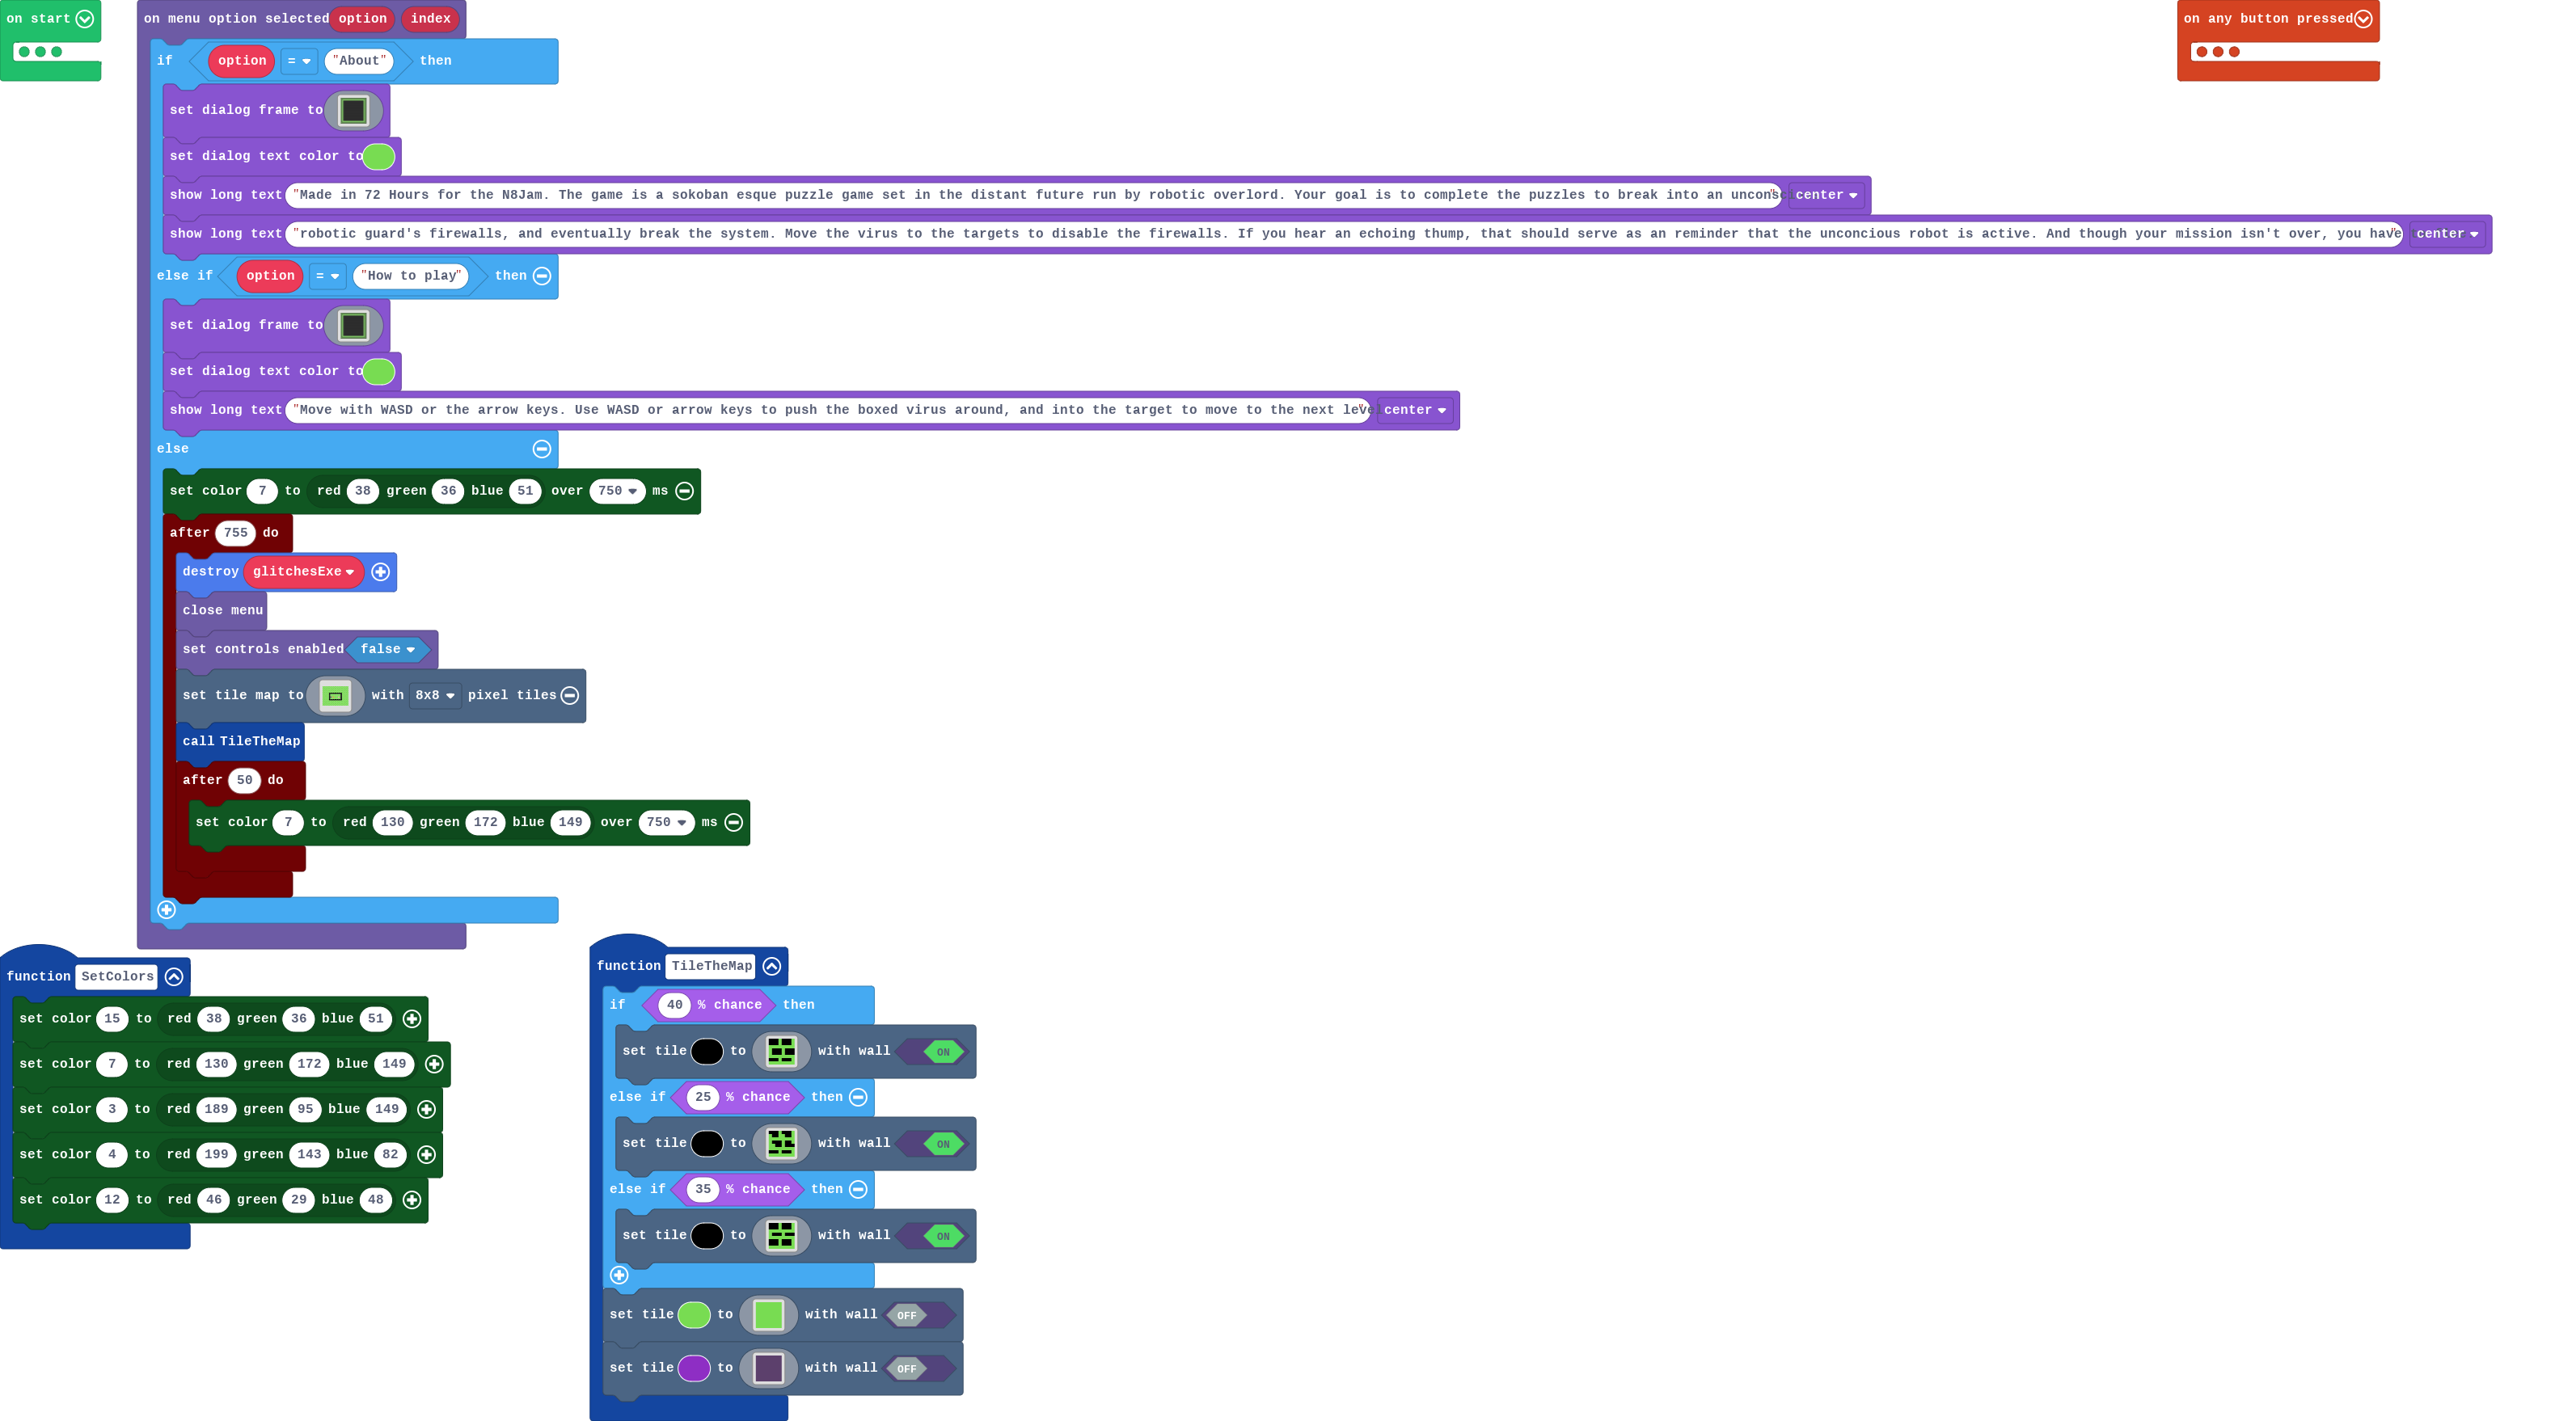 on start
on menu option selected option index
on any button pressed
if option = "About" then
set dialog frame to
set dialog text color to
show long text "Made in 72 Hours for the N8Jam. The game is a sokoban esque puzzle game set in the distant future run by robotic overlord. Your goal is to complete the puzzles to break into an uncons" center
show long text "robotic guard's firewalls, and eventually break the system. Move the virus to the targets to disable the firewalls. If you hear an echoing thump, that should serve as an reminder that the unconcious robot is active. And though your mission isn't over, you have" center
else if option = "How to play" then
set dialog frame to
set dialog text color to
show long text "Move with WASD or the arrow keys. Use WASD or arrow keys to push the boxed virus around, and into the target to move to the next level" center
else
set color 7 to red 38 green 36 blue 51 over 750 ms
after 755 do
destroy glitchesExe
close menu
set controls enabled false
set tile map to with 8x8 pixel tiles
call TileTheMap
after 50 do
set color 7 to red 130 green 172 blue 149 over 750 ms
function SetColors
set color 15 to red 38 green 36 blue 51
set color 7 to red 130 green 172 blue 149
set color 3 to red 189 green 95 blue 149
set color 4 to red 199 green 143 blue 82
set color 12 to red 46 green 29 blue 48
function TileTheMap
if 40 % chance then
set tile to with wall ON
else if 25 % chance then
set tile to with wall ON
else if 35 % chance then
set tile to with wall ON
set tile to with wall OFF
set tile to with wall OFF